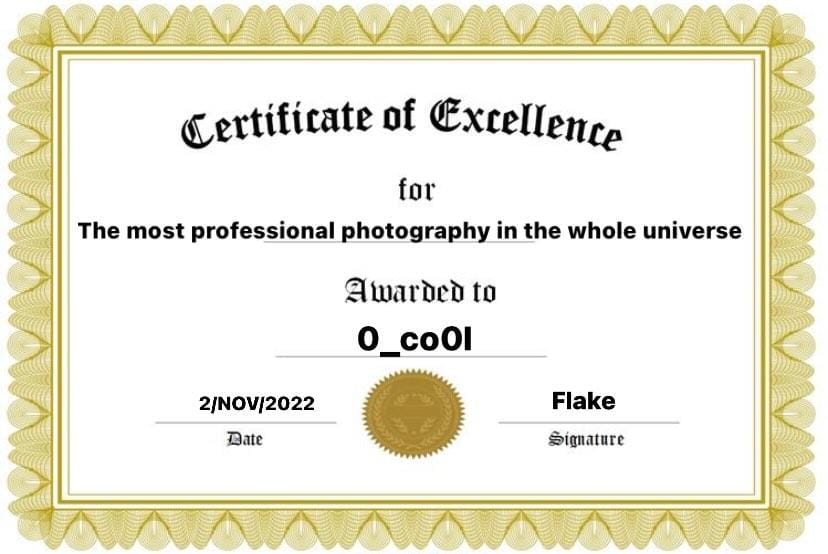 Certificate of Excellence
for
The most professional photography in the whole universe
Awarded to
0_co0l
2/NOV/2022
Flake
Date
Signature